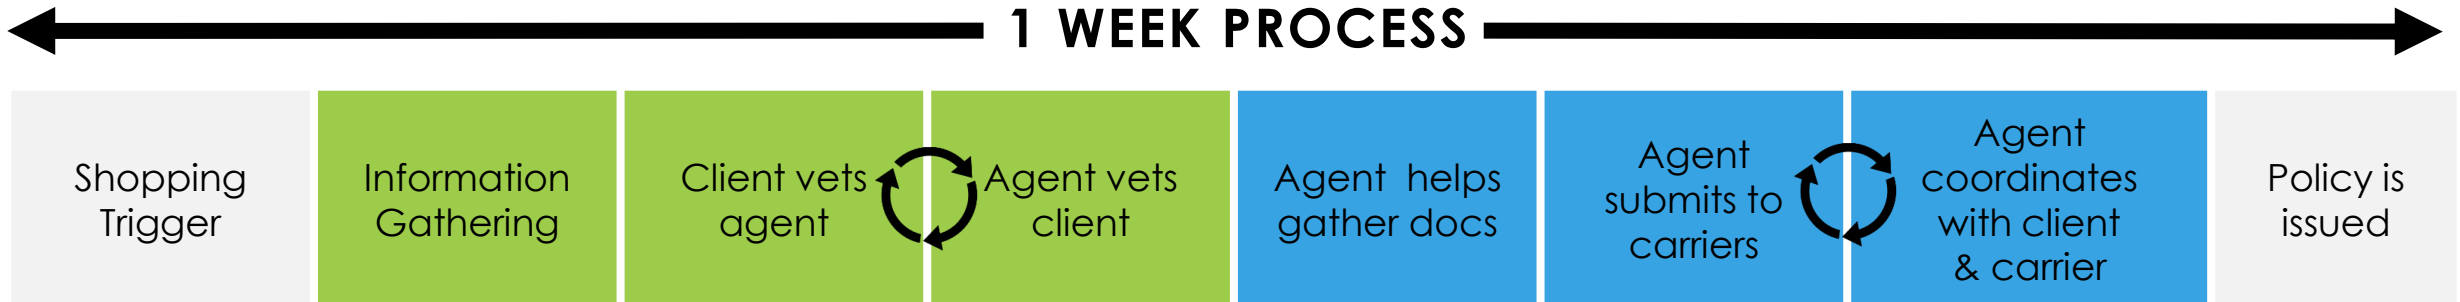 1 WEEK PROCESS
Shopping
Trigger
Information
Gathering
Client vets
agent
Agent vets
client
Agent helps
gather docs
Agent
submits to
carriers
Agent
coordinates
with client
& carrier
Policy is
issued